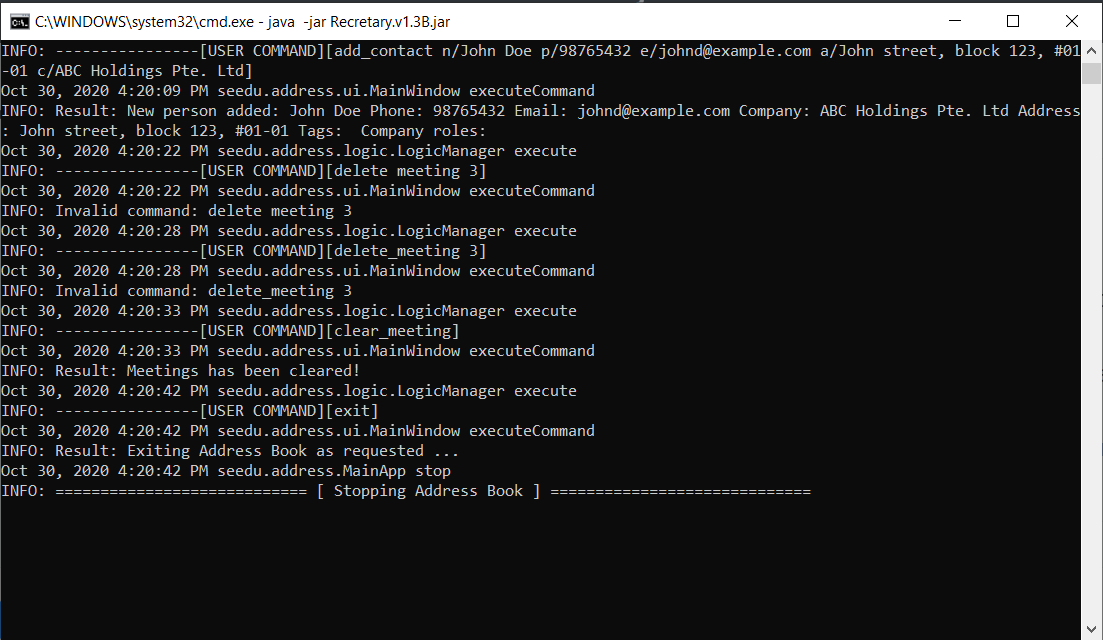 C:\WINDOWS\system32\cmd.exe - java  -jar Recretary.v1.3B.jar
INFO: ----------------[USER COMMAND][add_contact n/John Doe p/98765432 e/johnd@example.com a/John street, block 123, #01
-01 c/ABC Holdings Pte. Ltd]
Oct 30, 2020 4:20:09 PM seedu.address.ui.MainWindow executeCommand
INFO: Result: New person added: John Doe Phone: 98765432 Email: johnd@example.com Company: ABC Holdings Pte. Ltd Address
: John street, block 123, #01-01 Tags:  Company roles:
Oct 30, 2020 4:20:22 PM seedu.address.logic.LogicManager execute
INFO: ----------------[USER COMMAND][delete meeting 3]
Oct 30, 2020 4:20:22 PM seedu.address.ui.MainWindow executeCommand
INFO: Invalid command: delete meeting 3
Oct 30, 2020 4:20:28 PM seedu.address.logic.LogicManager execute
INFO: ----------------[USER COMMAND][delete_meeting 3]
Oct 30, 2020 4:20:28 PM seedu.address.ui.MainWindow executeCommand
INFO: Invalid command: delete_meeting 3
Oct 30, 2020 4:20:33 PM seedu.address.logic.LogicManager execute
INFO: ----------------[USER COMMAND][clear_meeting]
Oct 30, 2020 4:20:33 PM seedu.address.ui.MainWindow executeCommand
INFO: Result: Meetings has been cleared!
Oct 30, 2020 4:20:42 PM seedu.address.logic.LogicManager execute
INFO: ----------------[USER COMMAND][exit]
Oct 30, 2020 4:20:42 PM seedu.address.ui.MainWindow executeCommand
INFO: Result: Exiting Address Book as requested ...
Oct 30, 2020 4:20:42 PM seedu.address.MainApp stop
INFO: ============================ [ Stopping Address Book ] =============================